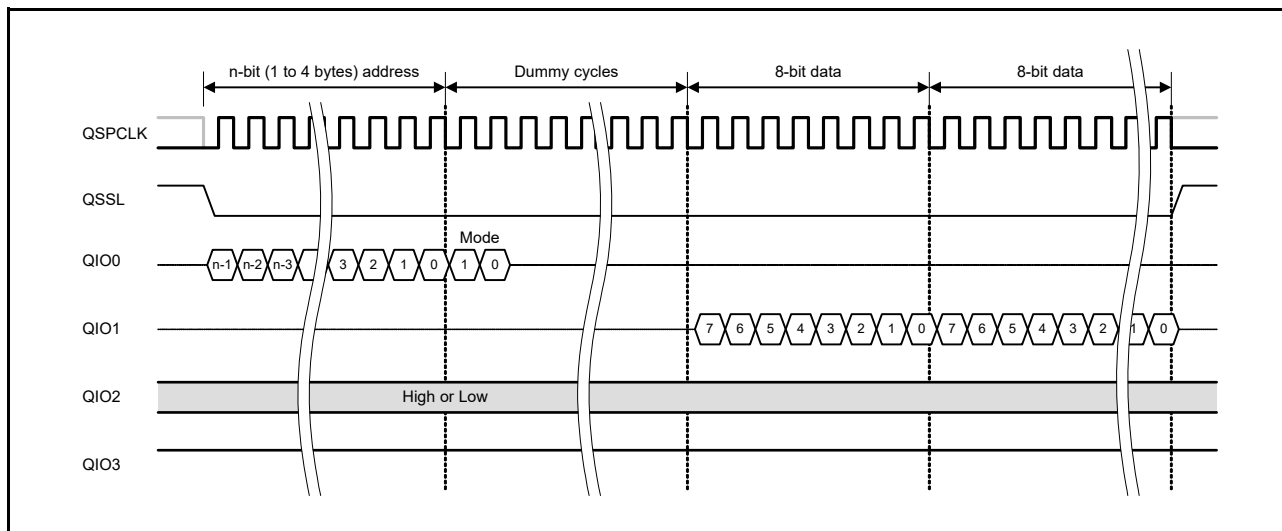 n-bit (1 to 4 bytes) address Dummy cycles 8-bit data 8-bit data
QSPCLK
QSSL
Mode
QIO0 n-1 n-2 n-3 3 2 1 0 1 0
QIO1 7 6 5 4 3 2 1 0 7 6 5 4 3 2 1 0
QIO2 High or Low
QIO3